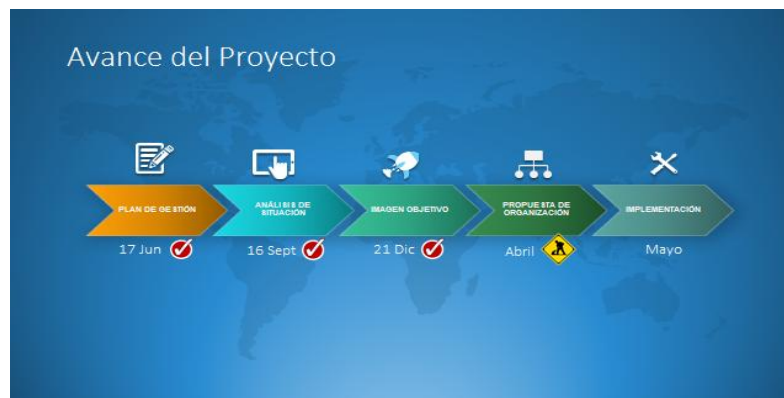 Avance del Proyecto
PLAN DE GESTIÓN
ANÁLISIS DE
SITUACIÓN
IMAGEN OBJETIVO
PROPUESTA DE
ORGANIZACIÓN
IMPLEMENTACIÓN
17 Jun
16 Sept
21 Dic
Abril
Mayo